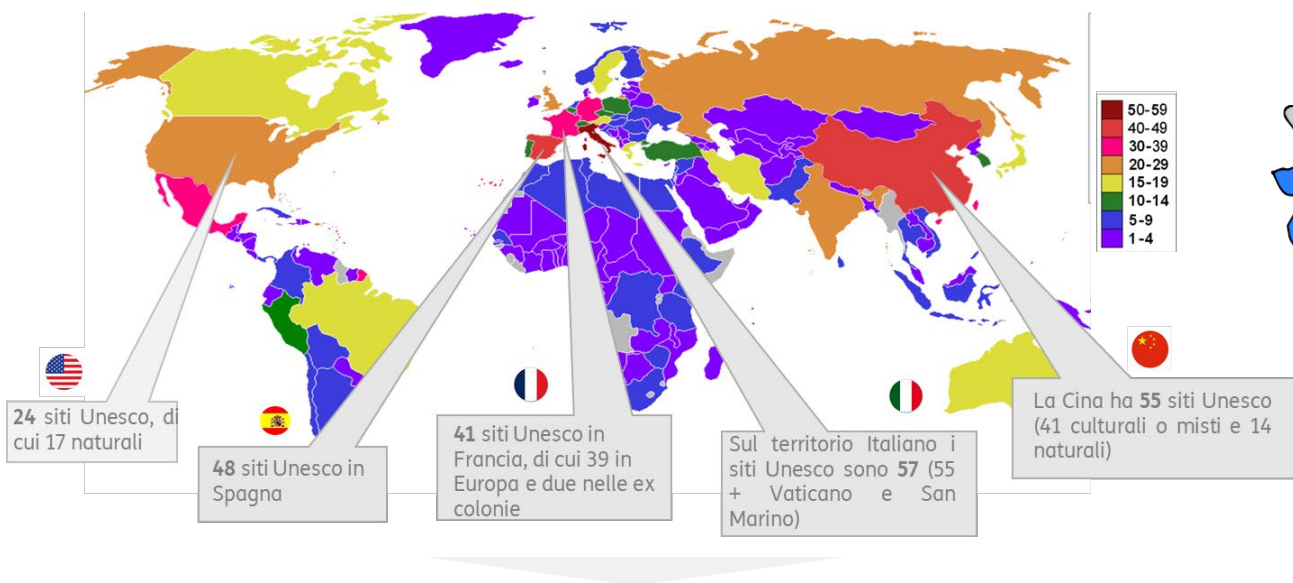 50-59
40-49
30-39
20-29
15-19
10-14
5-9
1-4
24 siti Unesco, di
cui 17 naturali
48 siti Unesco in
Spagna
41 siti Unesco in
Francia, di cui 39 in
Europa e due nelle ex
colonie
Sul territorio Italiano i
siti Unesco sono 57 (55
+ Vaticano e San
Marino)
La Cina ha 55 siti Unesco
(41 culturali o misti e 14
naturali)